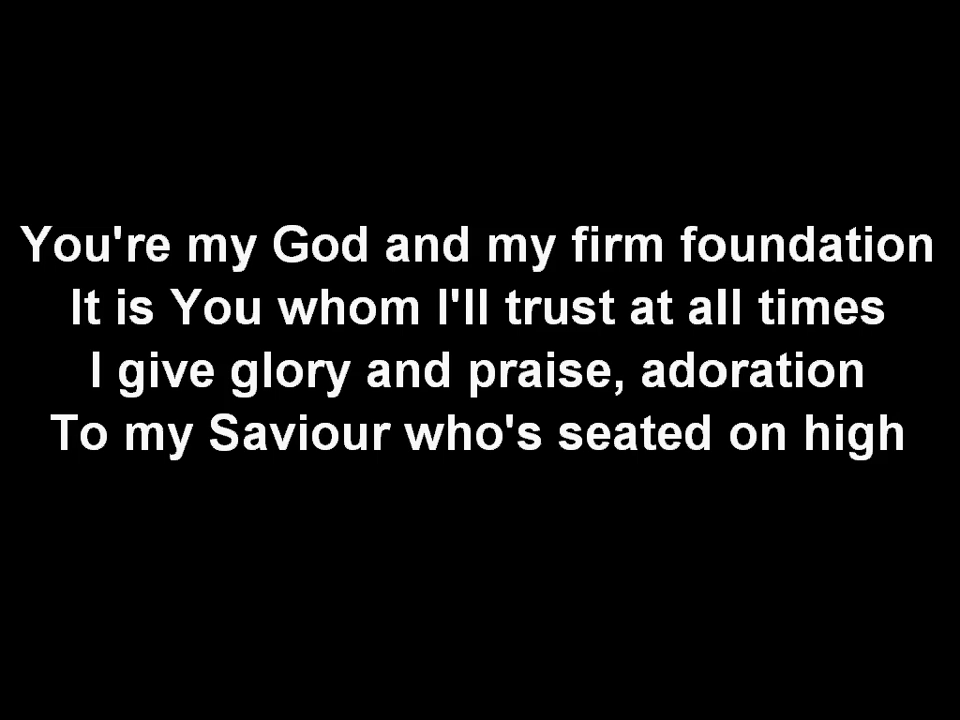 You're my God and my firm foundation
It is You whom I'll trust at all times
I give glory and praise, adoration
To my Saviour who's seated on high